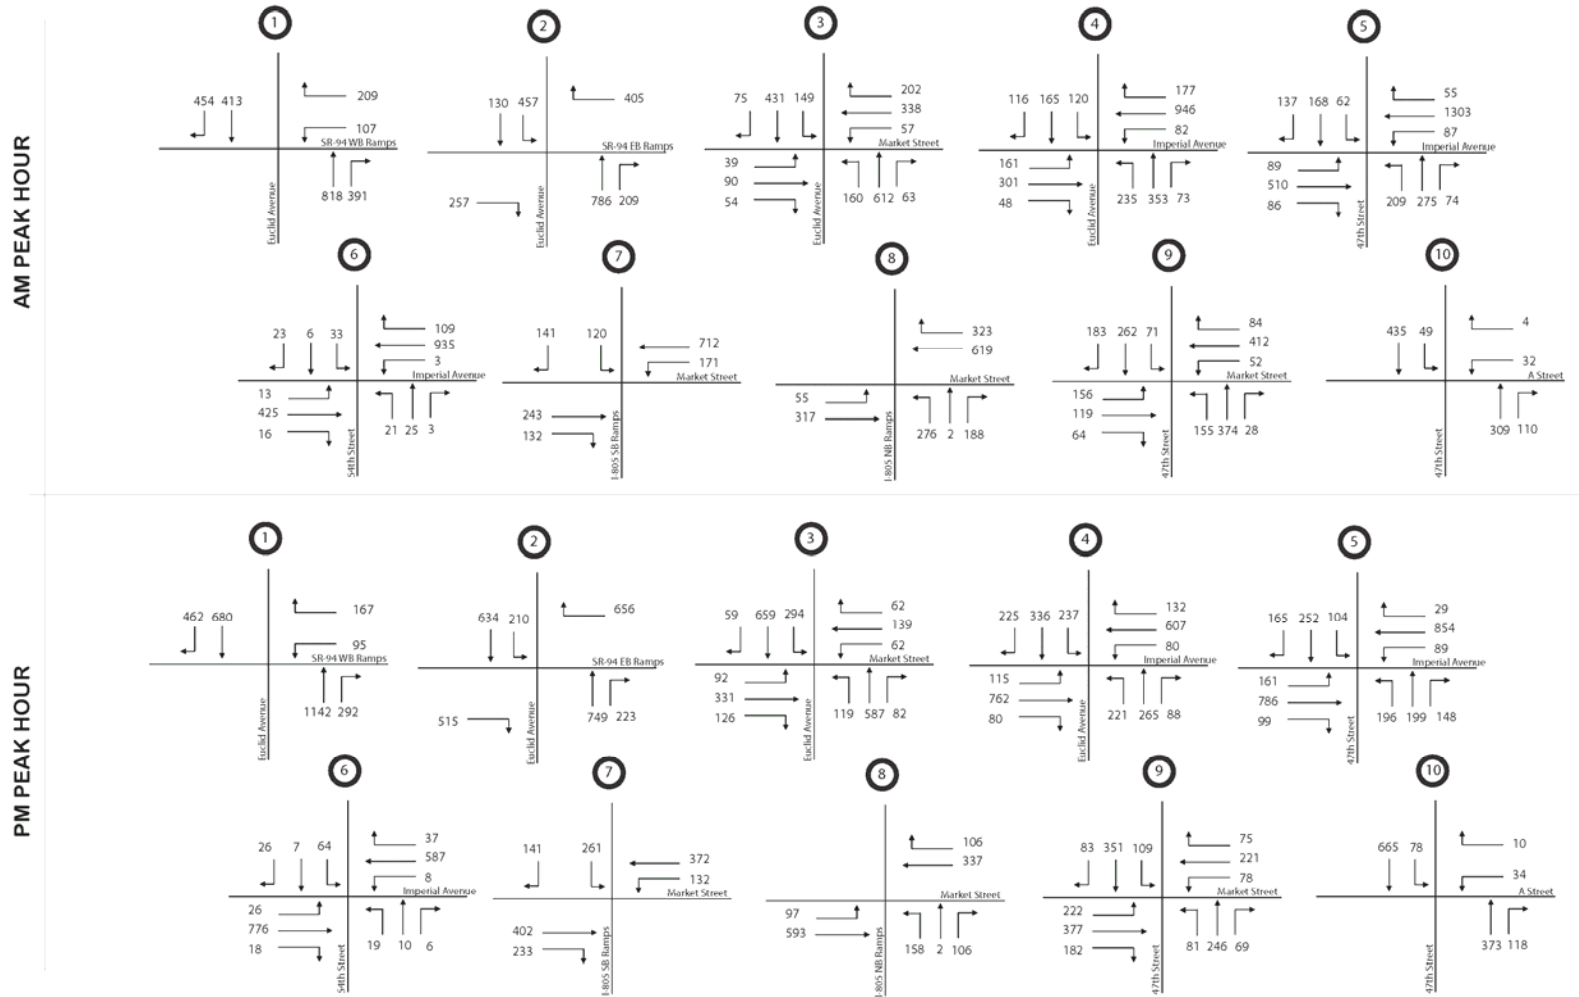 AM PEAK HOUR
1
454 413
209
107
SR-94 WB Ramps
818 391
Euclid Avenue
2
130 457
405
SR-94 EB Ramps
257
786 209
Euclid Avenue
3
75 431 149
202
338
57
Market Street
39
90
54
160 612 63
Euclid Avenue
4
116 165 120
177
946
82
Imperial Avenue
161
301
48
235 353 73
Euclid Avenue
5
137 168 62
55
1303
87
Imperial Avenue
89
510
86
209 275 74
47th Street
6
23 6 33
109
935
3
Imperial Avenue
13
425
16
21 25 3
54th Street
7
141 120
712
171
Market Street
243
132
I-805 SB Ramps
8
323
619
Market Street
55
317
276 2 188
I-805 NB Ramps
9
183 262 71
84
412
52
Market Street
156
119
64
155 374 28
47th Street
10
435 49
4
32
A Street
309 110
47th Street
PM PEAK HOUR
1
462 680
167
95
SR-94 WB Ramps
1142 292
Euclid Avenue
2
634 210
656
SR-94 EB Ramps
515
749 223
Euclid Avenue
3
59 659 294
62
139
62
Market Street
92
331
126
119 587 82
Euclid Avenue
4
225 336 237
132
607
80
Imperial Avenue
115
762
80
221 265 88
Euclid Avenue
5
165 252 104
29
854
89
Imperial Avenue
161
786
99
196 199 148
47th Street
6
26 7 64
37
587
8
Imperial Avenue
26
776
18
19 10 6
54th Street
7
141 261
372
132
Market Street
402
233
I-805 SB Ramps
8
106
337
Market Street
97
593
158 2 106
I-805 NB Ramps
9
83 351 109
75
221
78
Market Street
222
377
182
81 246 69
47th Street
10
665 78
10
34
A Street
373 118
47th Street